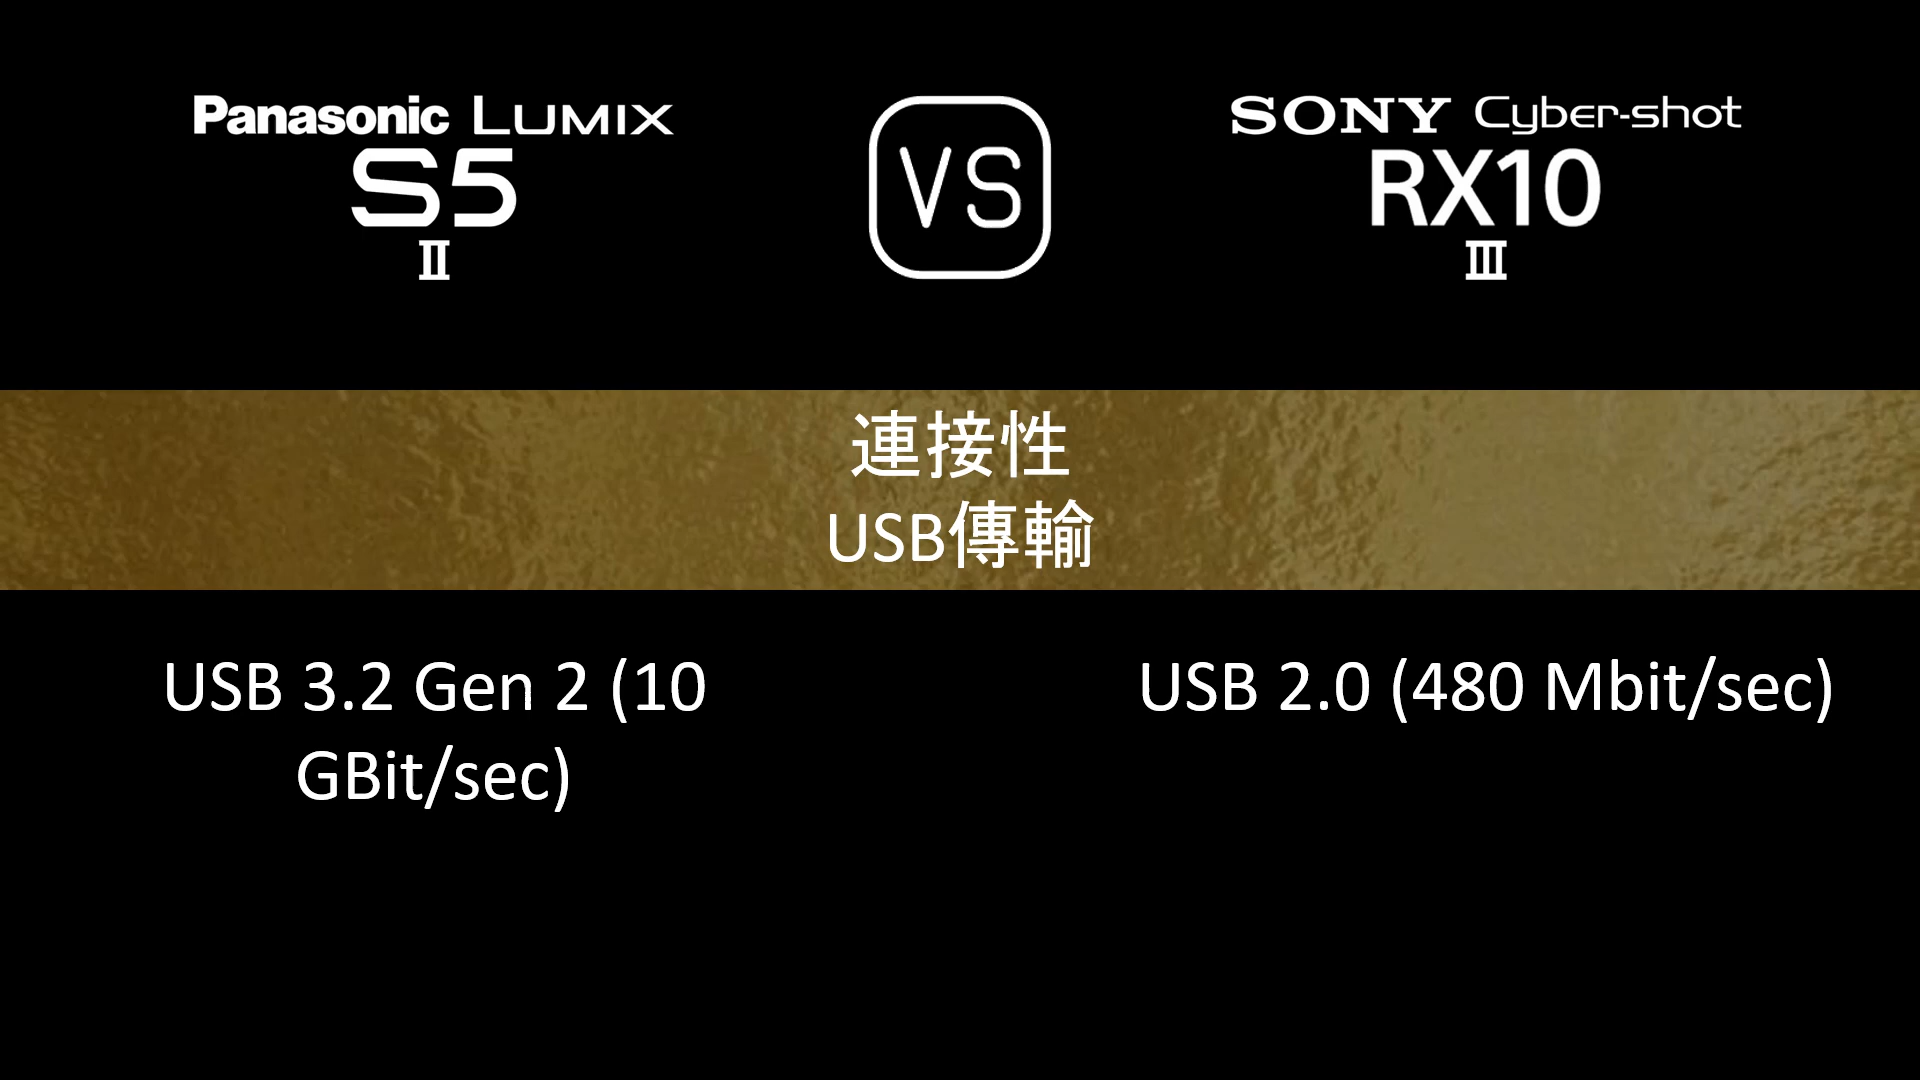 Panasonic LUMIX
S5
II
VS
SONY Cyber-shot
RX10
III
連接性
USB傳輸
USB 3.2 Gen 2 (10
GBit/sec)
USB 2.0 (480 Mbit/sec)